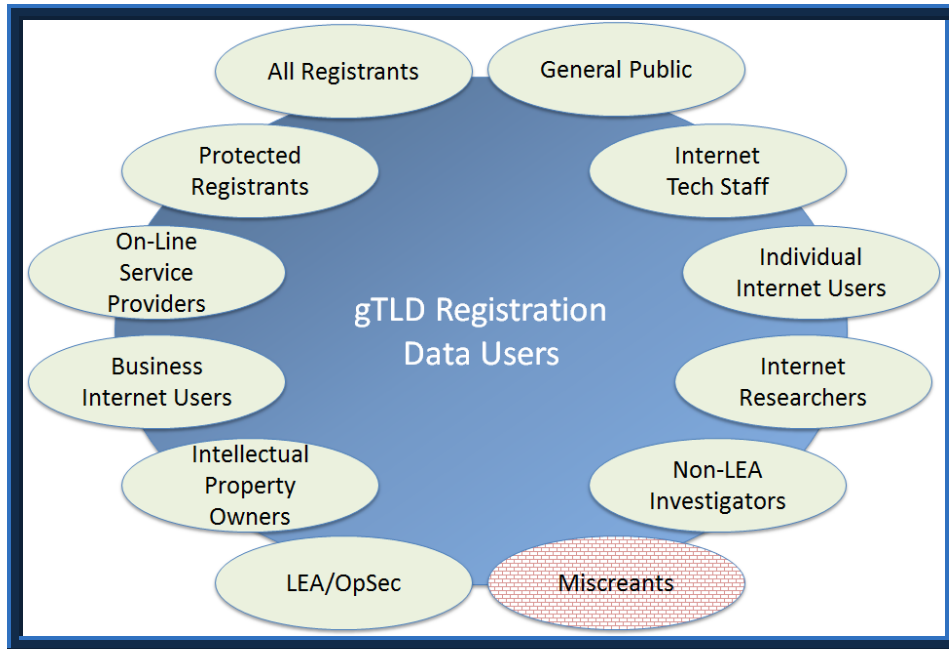 All Registrants
General Public
Protected
Registrants
Internet
Tech Staff
On-Line
Service
Providers
Individual
Internet Users
gTLD Registration
Data Users
Business
Internet Users
Internet
Researchers
Intellectual
Property
Owners
Non-LEA
Investigators
LEA/OpSec
Miscreants